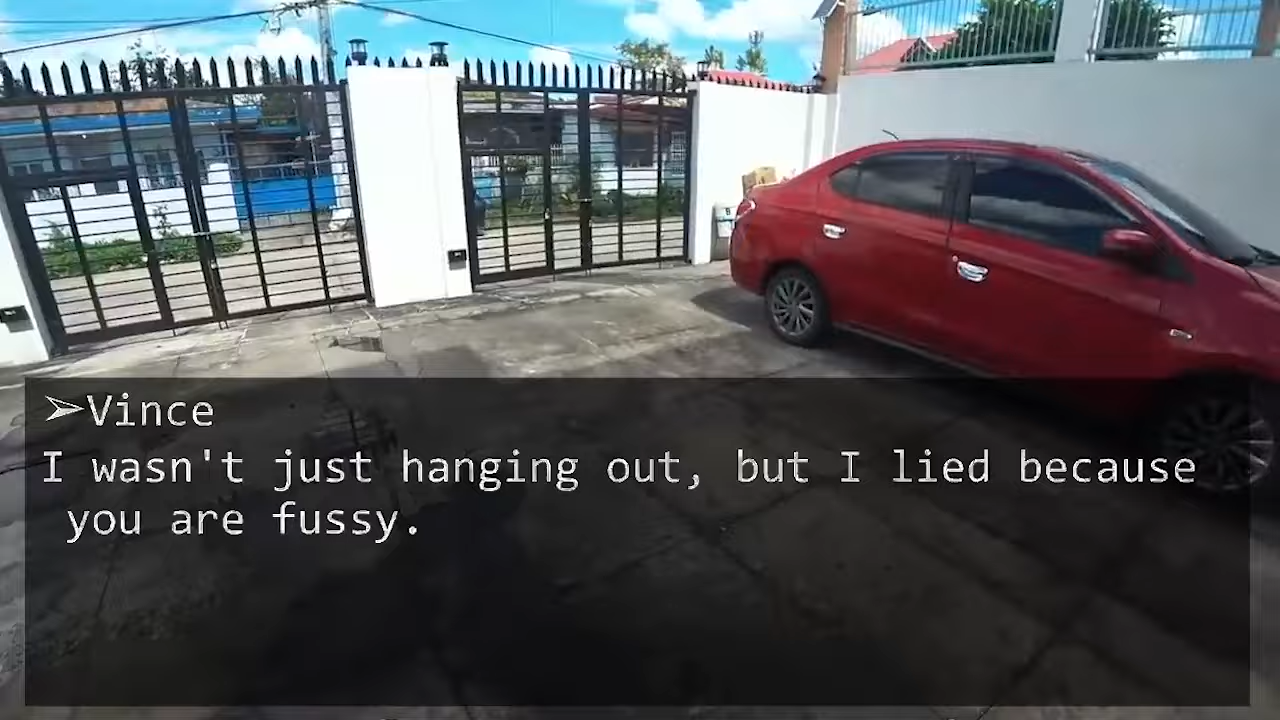 ➢Vince
I wasn't just hanging out, but I lied because
you are fussy.